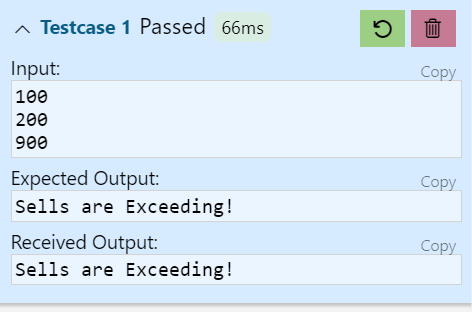 Testcase 1 Passed 66ms
Input:
Copy
100
200
900
Expected Output:
Copy
Sells are Exceeding!
Received Output:
Copy
Sells are Exceeding!